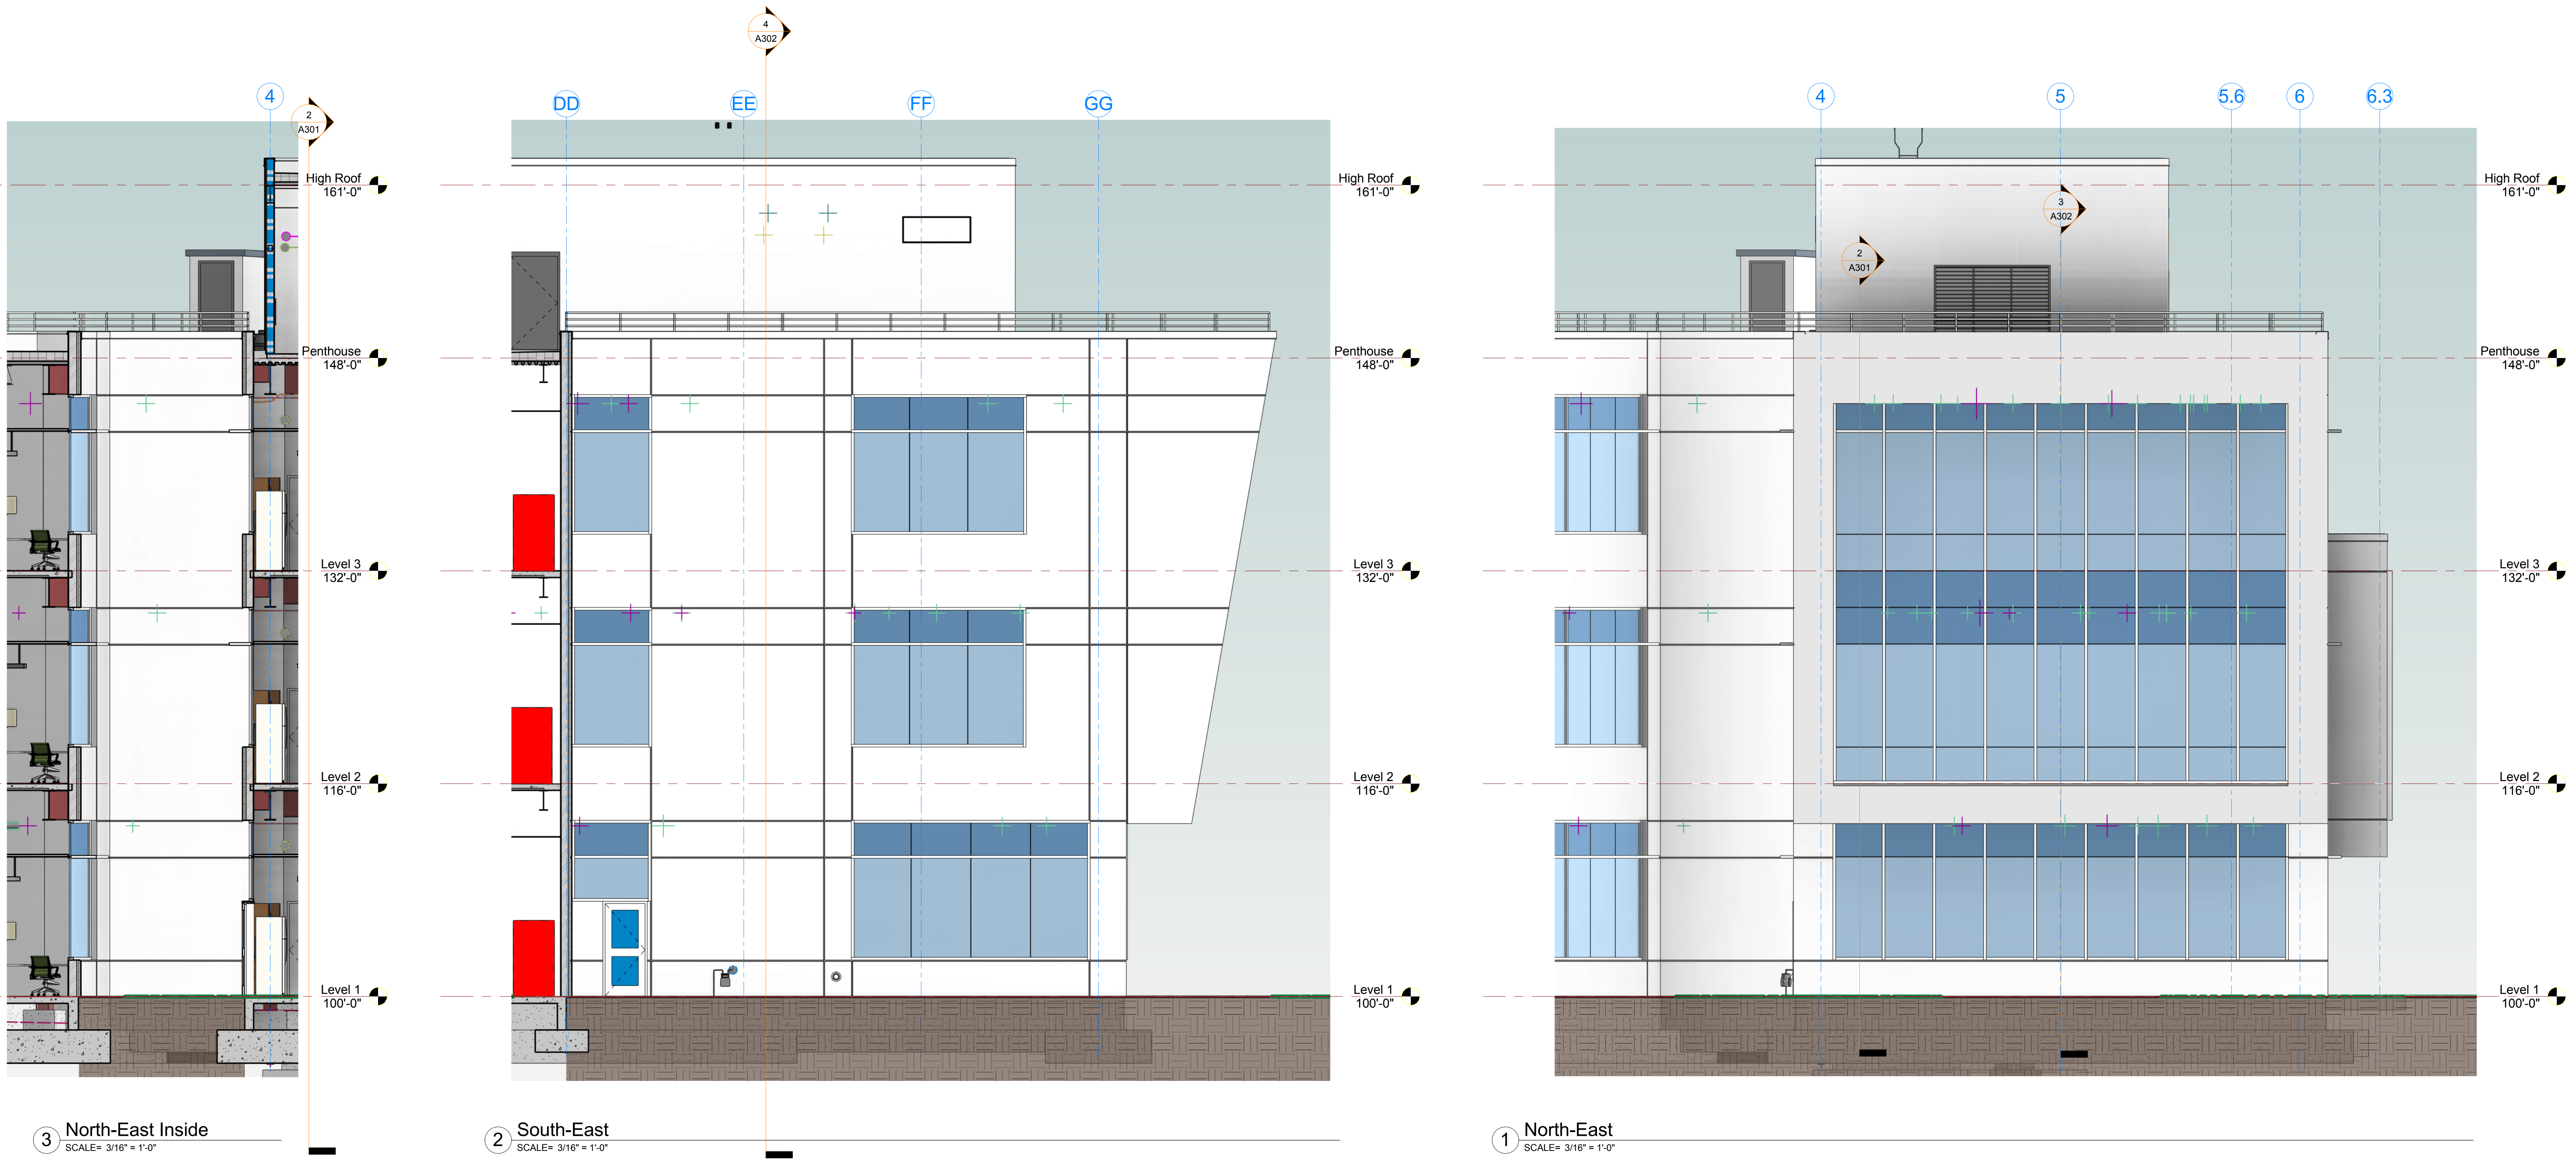 4
2
A301
High Roof
161'-0"
Penthouse
148'-0"
Level 3
132'-0"
Level 2
116'-0"
Level 1
100'-0"
3
North-East Inside
SCALE= 3/16" = 1'-0"
4
A302
DD
EE
FF
GG
High Roof
161'-0"
Penthouse
148'-0"
Level 3
132'-0"
Level 2
116'-0"
Level 1
100'-0"
2
South-East
SCALE= 3/16" = 1'-0"
4
5
5.6
6
6.3
3
A302
2
A301
High Roof
161'-0"
Penthouse
148'-0"
Level 3
132'-0"
Level 2
116'-0"
Level 1
100'-0"
1
North-East
SCALE= 3/16" = 1'-0"